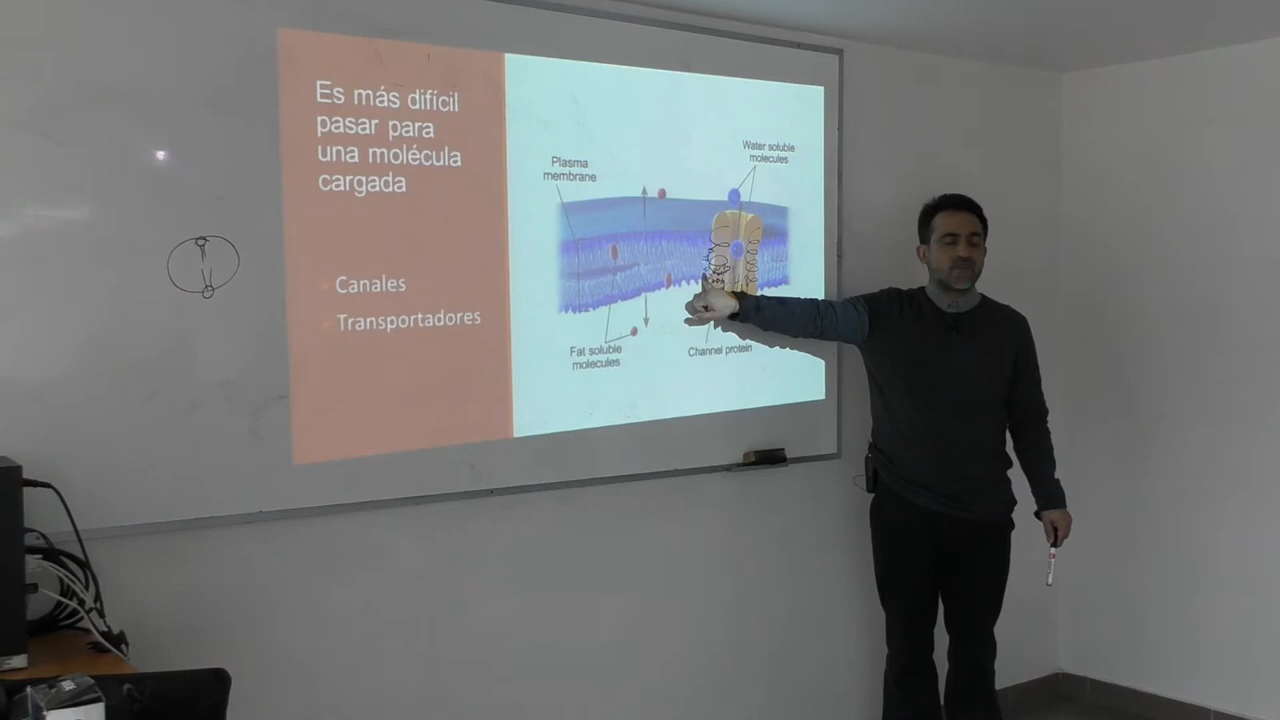 Es más difícil
pasar para
una molécula
cargada
Canales
Transportadores
Plasma
membrane
Water soluble
molecules
Fat soluble
molecules
Channel protein